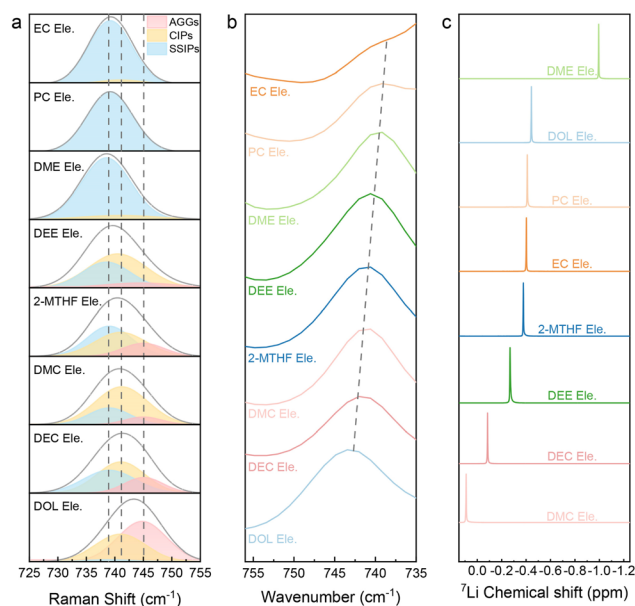 a
AGGs
CIPs
SSIPs
EC Ele.
PC Ele.
DME Ele.
DEE Ele.
2-MTHF Ele.
DMC Ele.
DEC Ele.
DOL Ele.
725 730 735 740 745 750 755
Raman Shift (cm⁻¹)
b
EC Ele.
PC Ele.
DME Ele.
DEE Ele.
2-MTHF Ele.
DMC Ele.
DEC Ele.
DOL Ele.
755 750 745 740 735
Wavenumber (cm⁻¹)
c
DME Ele.
DOL Ele.
PC Ele.
EC Ele.
2-MTHF Ele.
DEE Ele.
DEC Ele.
DMC Ele.
0.0 -0.2 -0.4 -0.6 -0.8 -1.0 -1.2
⁷Li Chemical shift (ppm)